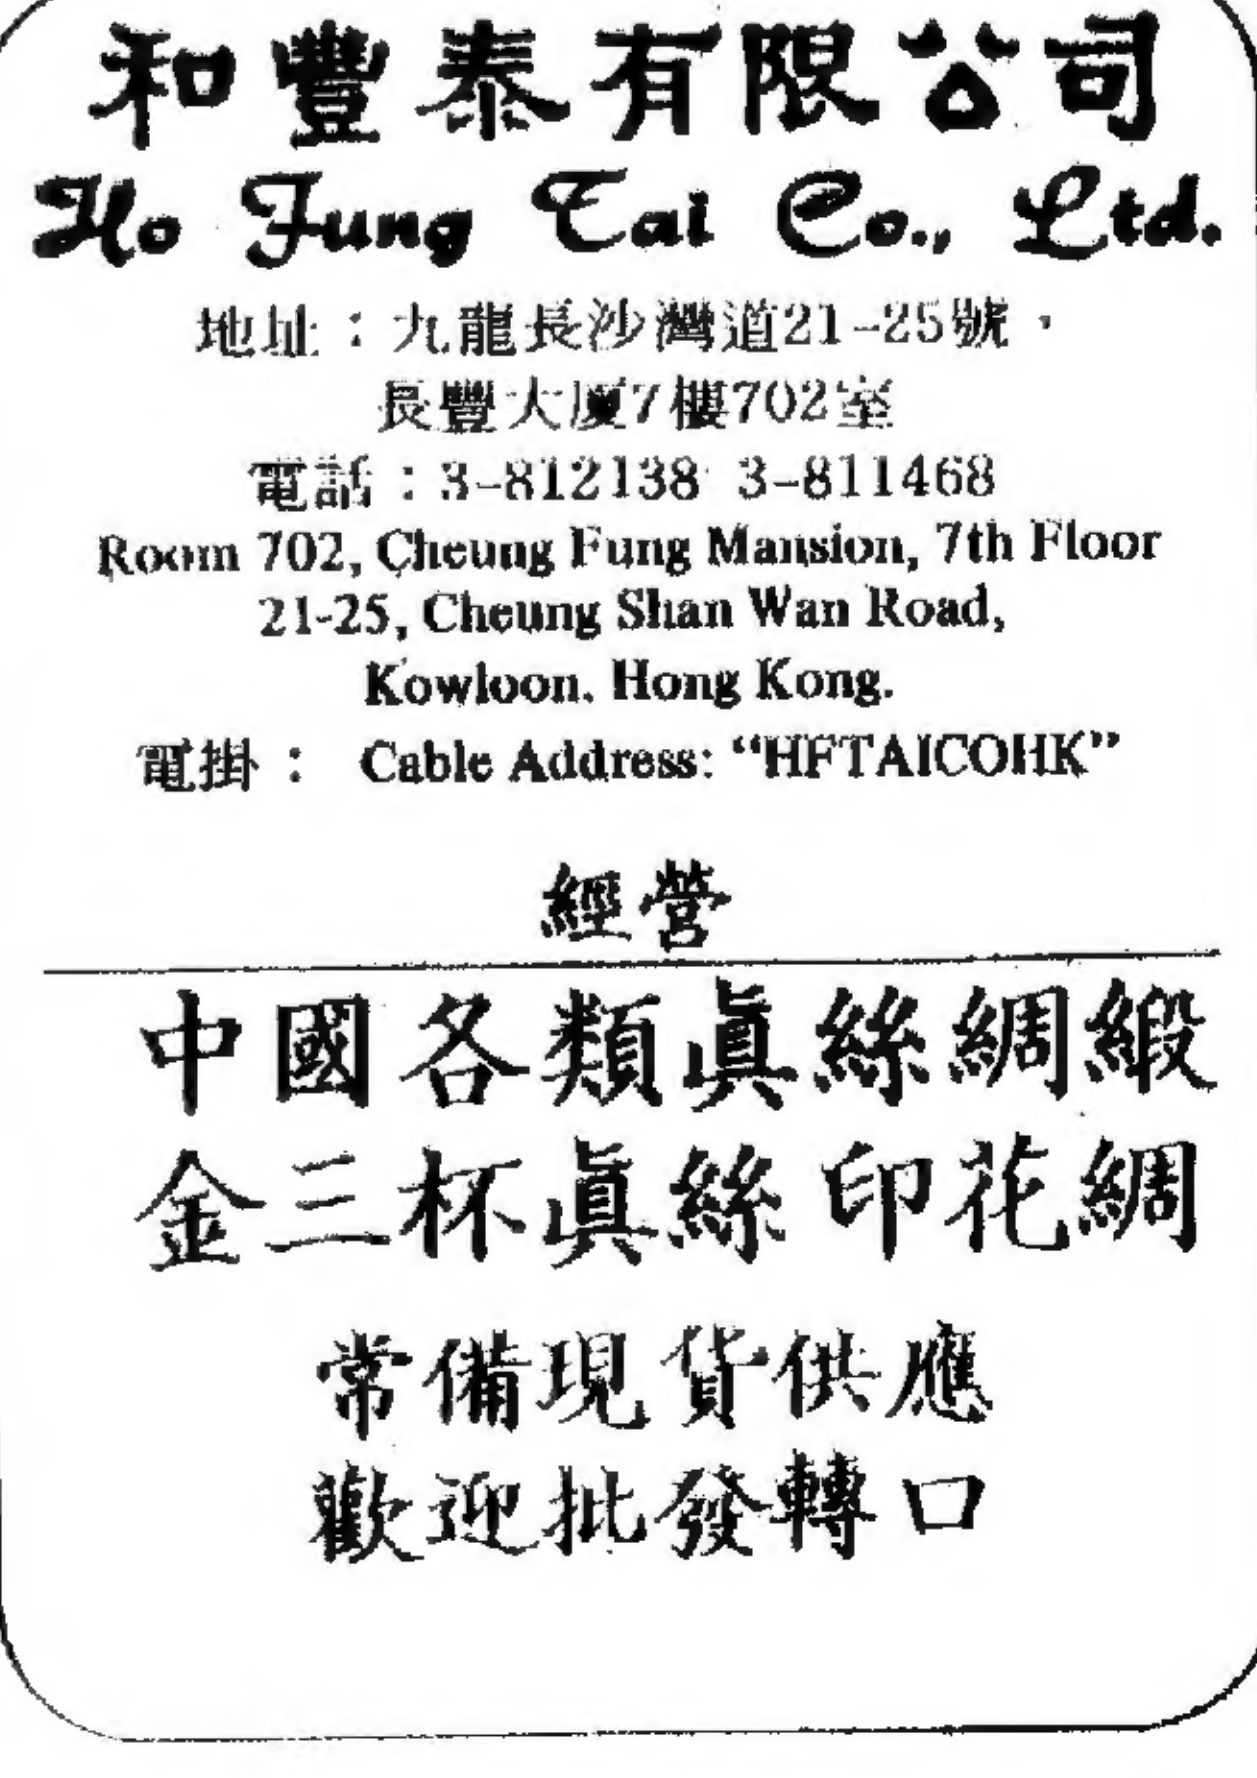 和豐泰有限公司
Ho Fung Tai Co., Ltd.
地址：九龍長沙灣道21-25號，
長豐大厦7樓702室
電話：3-812138 3-811468
Room 702, Cheung Fung Mansion, 7th Floor
21-25, Cheung Shan Wan Road,
Kowloon, Hong Kong.
電掛： Cable Address: “HFTAICOHK”
經營
中國各類眞絲綢緞
金三杯眞絲印花綢
常備現貨供應
歡迎批發轉口